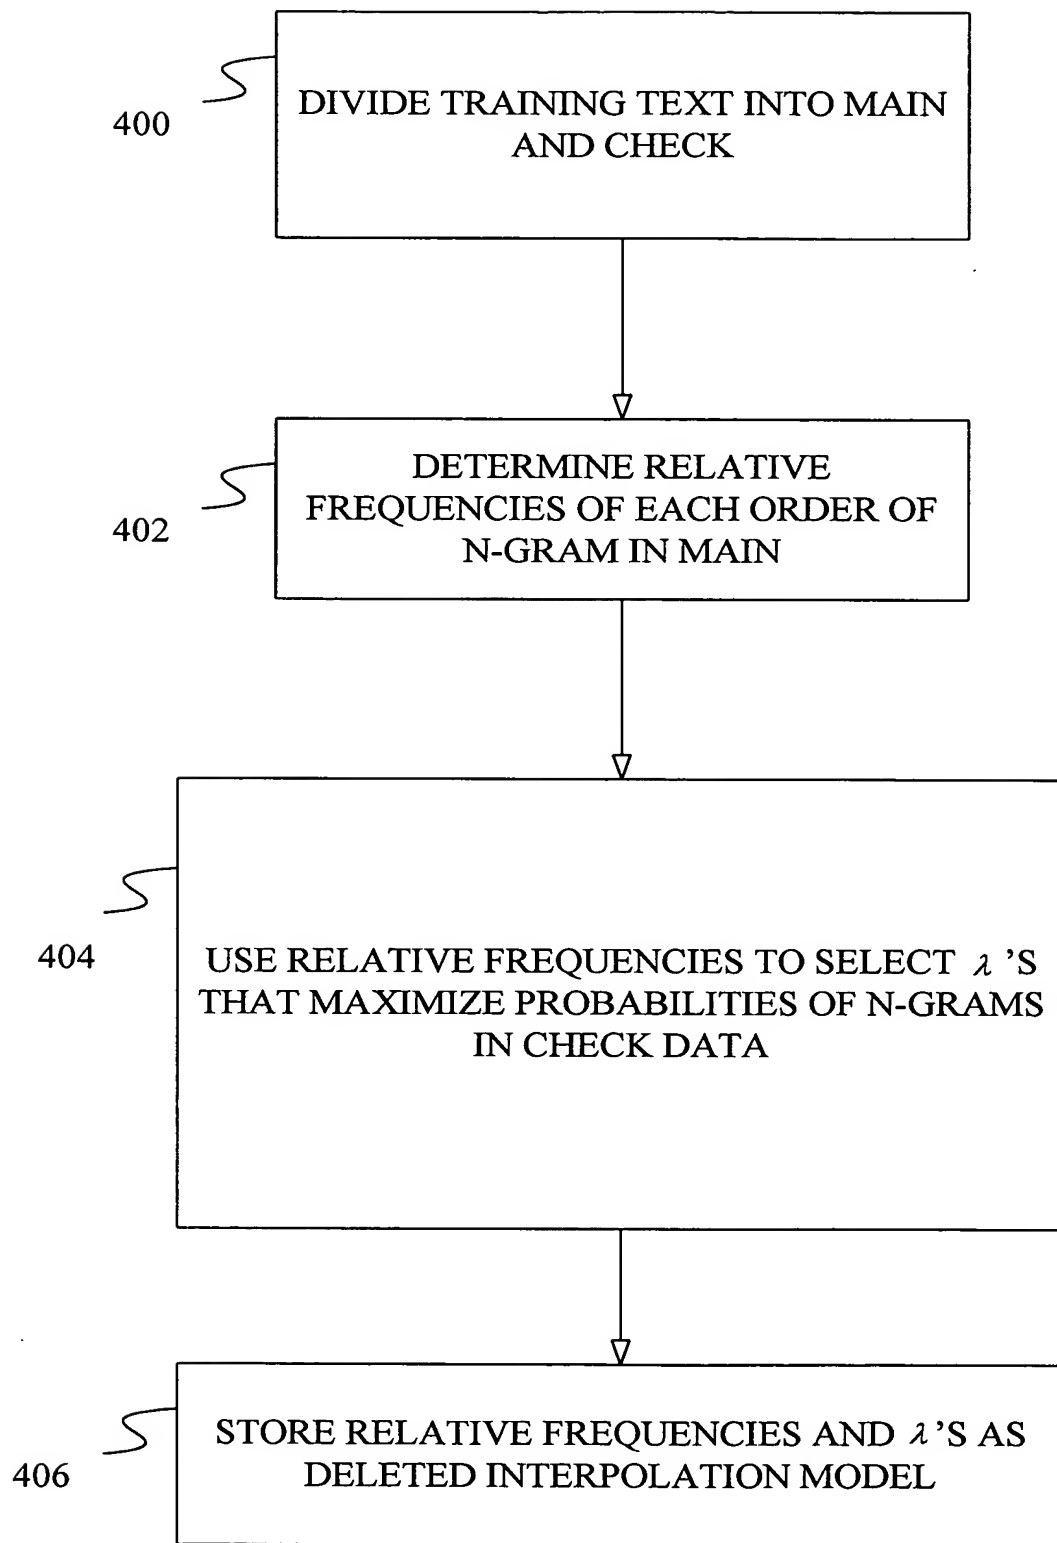 400
DIVIDE TRAINING TEXT INTO MAIN
AND CHECK
402
DETERMINE RELATIVE
FREQUENCIES OF EACH ORDER OF
N-GRAM IN MAIN
404
USE RELATIVE FREQUENCIES TO SELECT λ'S
THAT MAXIMIZE PROBABILITIES OF N-GRAMS
IN CHECK DATA
406
STORE RELATIVE FREQUENCIES AND λ'S AS
DELETED INTERPOLATION MODEL